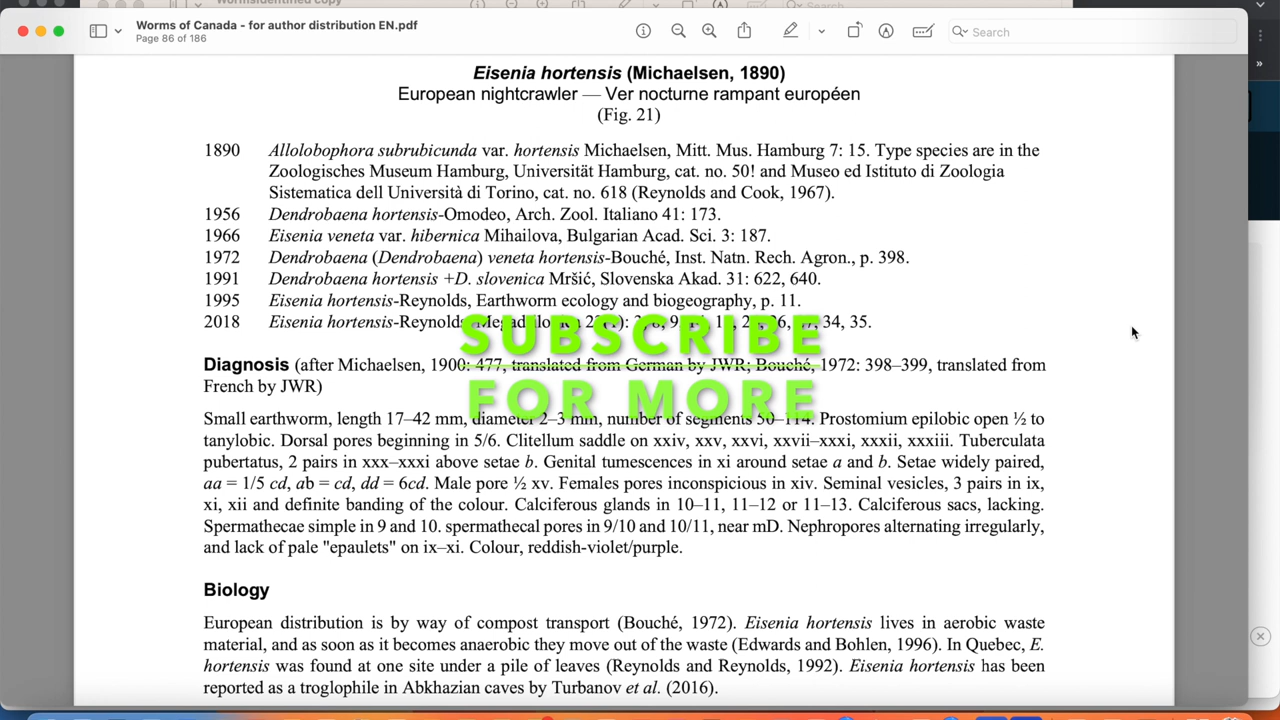 Wormsidentified copy
Search
Worms of Canada - for author distribution EN.pdf
Page 86 of 186
Search
Eisenia hortensis (Michaelsen, 1890)
European nightcrawler — Ver nocturne rampant européen
(Fig. 21)
1890 Allolobophora subrubicunda var. hortensis Michaelsen, Mitt. Mus. Hamburg 7: 15. Type species are in the
Zoologisches Museum Hamburg, Universität Hamburg, cat. no. 50! and Museo ed Istituto di Zoologia
Sistematica dell Università di Torino, cat. no. 618 (Reynolds and Cook, 1967).
1956 Dendrobaena hortensis-Omodeo, Arch. Zool. Italiano 41: 173.
1966 Eisenia veneta var. hibernica Mihailova, Bulgarian Acad. Sci. 3: 187.
1972 Dendrobaena (Dendrobaena) veneta hortensis-Bouché, Inst. Natn. Rech. Agron., p. 398.
1991 Dendrobaena hortensis +D. slovenica Mršić, Slovenska Akad. 31: 622, 640.
1995 Eisenia hortensis-Reynolds, Earthworm ecology and biogeography, p. 11.
2018 Eisenia hortensis-Reynolds, 34, 35.
SUBSCRIBE
FOR MORE
Diagnosis (after Michaelsen, 1900: 477, translated from German by JWR; Bouché, 1972: 398–399, translated from
French by JWR)
Small earthworm, length 17–42 mm, diameter 2–3 mm, number of segments 50–114. Prostomium epilobic open ½ to
tanylobic. Dorsal pores beginning in 5/6. Clitellum saddle on xxiv, xxv, xxvi, xxvii–xxxi, xxxii, xxxiii. Tuberculata
pubertatus, 2 pairs in xxx–xxxi above setae b. Genital tumescences in xi around setae a and b. Setae widely paired,
aa = 1/5 cd, ab = cd, dd = 6cd. Male pore ½ xv. Females pores inconspicious in xiv. Seminal vesicles, 3 pairs in ix,
xi, xii and definite banding of the colour. Calciferous glands in 10–11, 11–12 or 11–13. Calciferous sacs, lacking.
Spermathecae simple in 9 and 10. spermathecal pores in 9/10 and 10/11, near mD. Nephropores alternating irregularly,
and lack of pale "epaulets" on ix–xi. Colour, reddish-violet/purple.
Biology
European distribution is by way of compost transport (Bouché, 1972). Eisenia hortensis lives in aerobic waste
material, and as soon as it becomes anaerobic they move out of the waste (Edwards and Bohlen, 1996). In Quebec, E.
hortensis was found at one site under a pile of leaves (Reynolds and Reynolds, 1992). Eisenia hortensis has been
reported as a troglophile in Abkhazian caves by Turbanov et al. (2016).